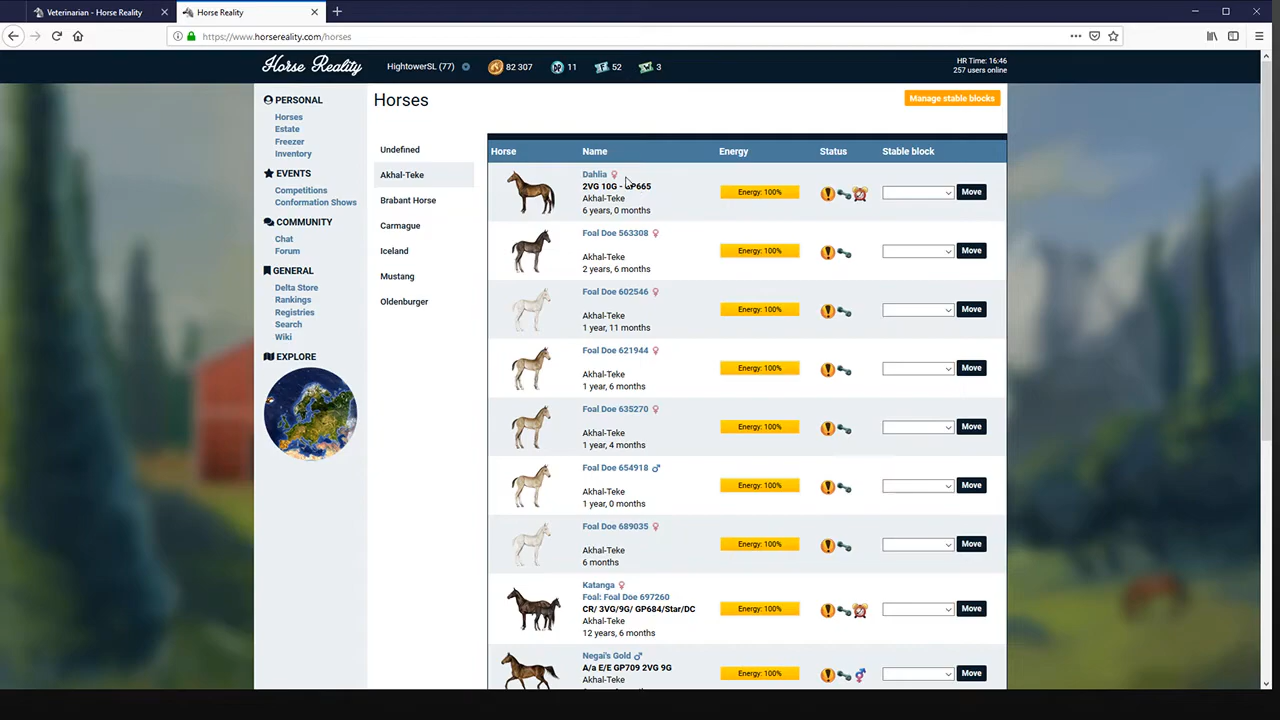 Veterinarian - Horse Reality
Horse Reality
https://www.horsereality.com/horses
Horse Reality
HightowerSL (77)
82 307
11
52
3
HR Time: 16:46
257 users online
PERSONAL
Horses
Estate
Freezer
Inventory
EVENTS
Competitions
Conformation Shows
COMMUNITY
Chat
Forum
GENERAL
Delta Store
Rankings
Registries
Search
Wiki
EXPLORE
Horses
Manage stable blocks
Undefined
Akhal-Teke
Brabant Horse
Carmague
Iceland
Mustang
Oldenburger
Horse Name Energy Status Stable block
Dahlia
2VG 10G - GP665
Akhal-Teke
6 years, 0 months
Energy: 100%
Move
Foal Doe 563308
Akhal-Teke
2 years, 6 months
Energy: 100%
Move
Foal Doe 602546
Akhal-Teke
1 year, 11 months
Energy: 100%
Move
Foal Doe 621944
Akhal-Teke
1 year, 6 months
Energy: 100%
Move
Foal Doe 635270
Akhal-Teke
1 year, 4 months
Energy: 100%
Move
Foal Doe 654918
Akhal-Teke
1 year, 0 months
Energy: 100%
Move
Foal Doe 689035
Akhal-Teke
6 months
Energy: 100%
Move
Katanga
Foal: Foal Doe 697260
CR/ 3VG/9G/ GP684/Star/DC
Akhal-Teke
12 years, 6 months
Energy: 100%
Move
Negai's Gold
A/a E/E GP709 2VG 9G
Akhal-Teke
Energy: 100%
Move